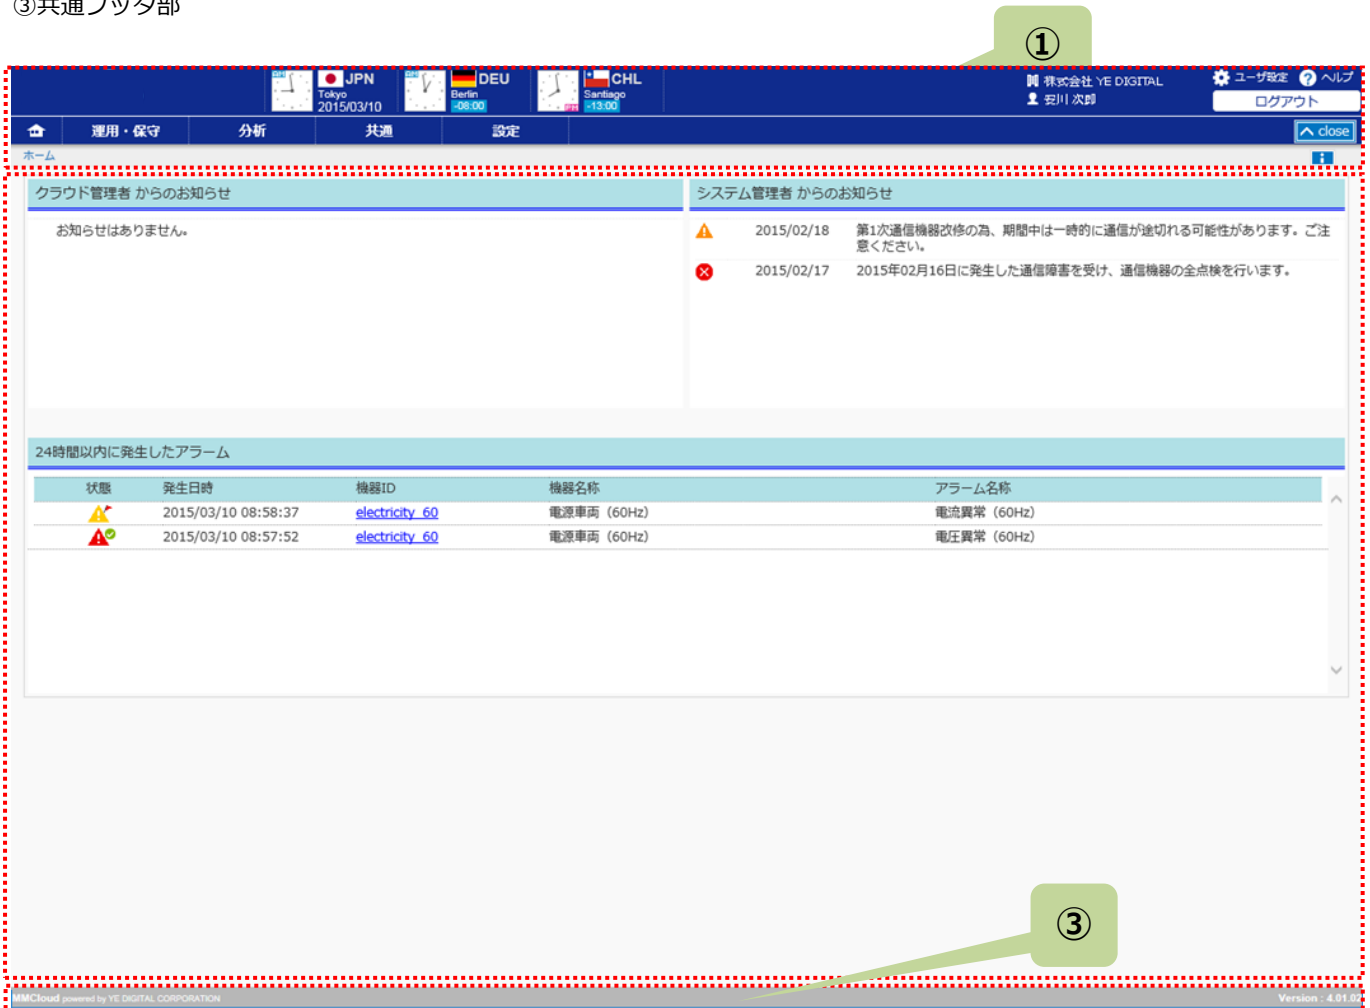 ③共通フッタ部
①
AM JPN Tokyo 2015/03/10
AM DEU Berlin -08:00
PM CHL Santiago -13:00
株式会社 YE DIGITAL
安川 次郎
ユーザ設定 ヘルプ
ログアウト
運用・保守 分析 共通 設定 close
ホーム
クラウド管理者 からのお知らせ
お知らせはありません。
システム管理者 からのお知らせ
2015/02/18 第1次通信機器改修の為、期間中は一時的に通信が途切れる可能性があります。ご注
意ください。
2015/02/17 2015年02月16日に発生した通信障害を受け、通信機器の全点検を行います。
24時間以内に発生したアラーム
状態 発生日時 機器ID 機器名称 アラーム名称
2015/03/10 08:58:37 electricity_60 電源車両（60Hz） 電流異常（60Hz）
2015/03/10 08:57:52 electricity_60 電源車両（60Hz） 電圧異常（60Hz）
③
MMCloud powered by YE DIGITAL CORPORATION Version : 4.01.02